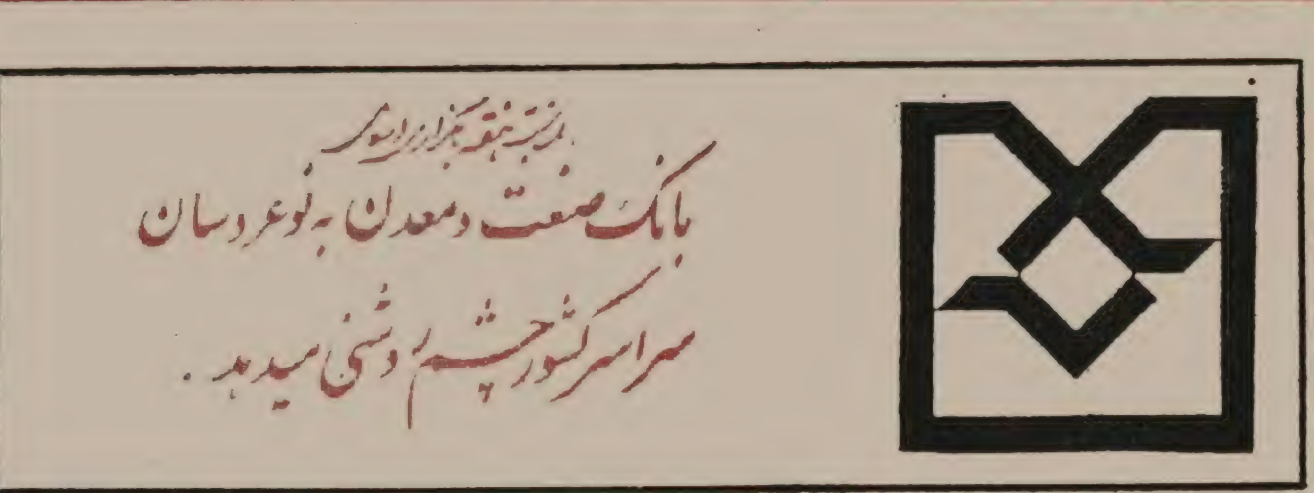 بانک صنعت و معدن به نوعروسان
سراسر کشور چشم روشنی میدهد .